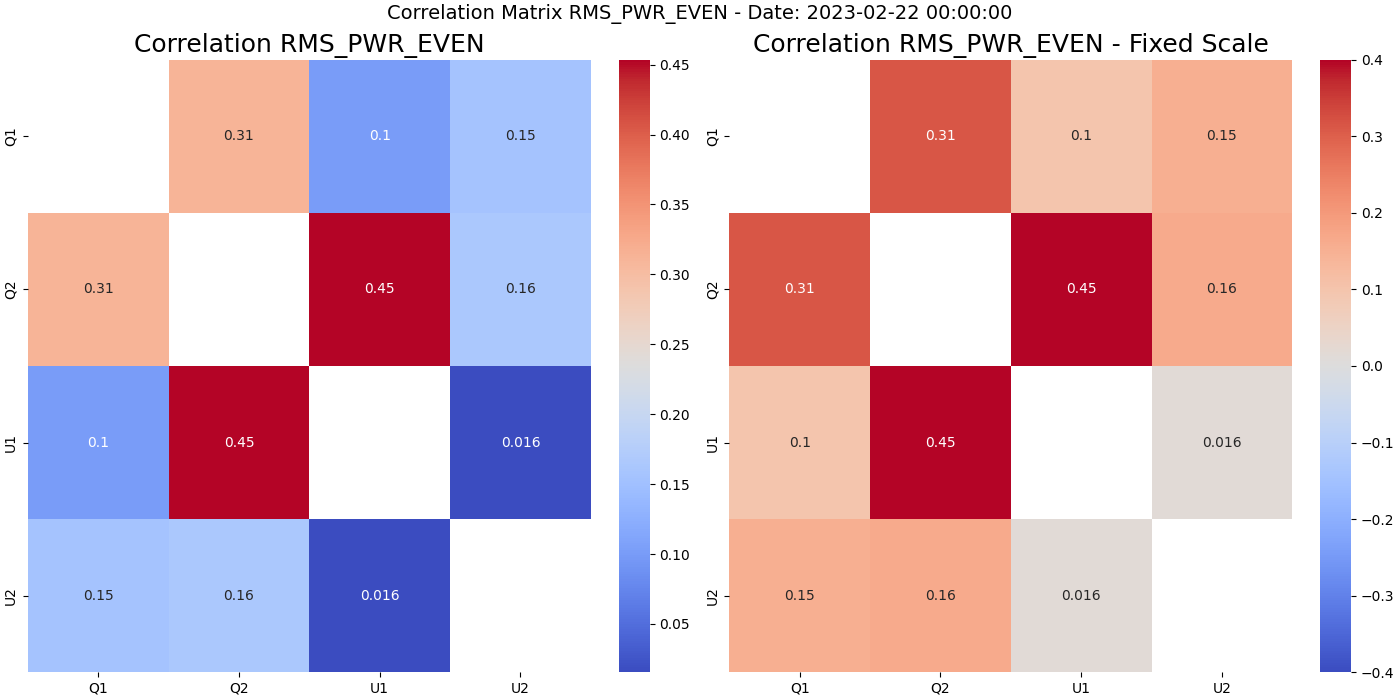 Correlation Matrix RMS_PWR_EVEN - Date: 2023-02-22 00:00:00
Correlation RMS_PWR_EVEN
Q1 0.31 0.1 0.15
Q2 0.31 0.45 0.16
U1 0.1 0.45 0.016
U2 0.15 0.16 0.016
Q1 Q2 U1 U2
0.45
0.40
0.35
0.30
0.25
0.20
0.15
0.10
0.05
Correlation RMS_PWR_EVEN - Fixed Scale
Q1 0.31 0.1 0.15
Q2 0.31 0.45 0.16
U1 0.1 0.45 0.016
U2 0.15 0.16 0.016
Q1 Q2 U1 U2
0.4
0.3
0.2
0.1
0.0
−0.1
−0.2
−0.3
−0.4